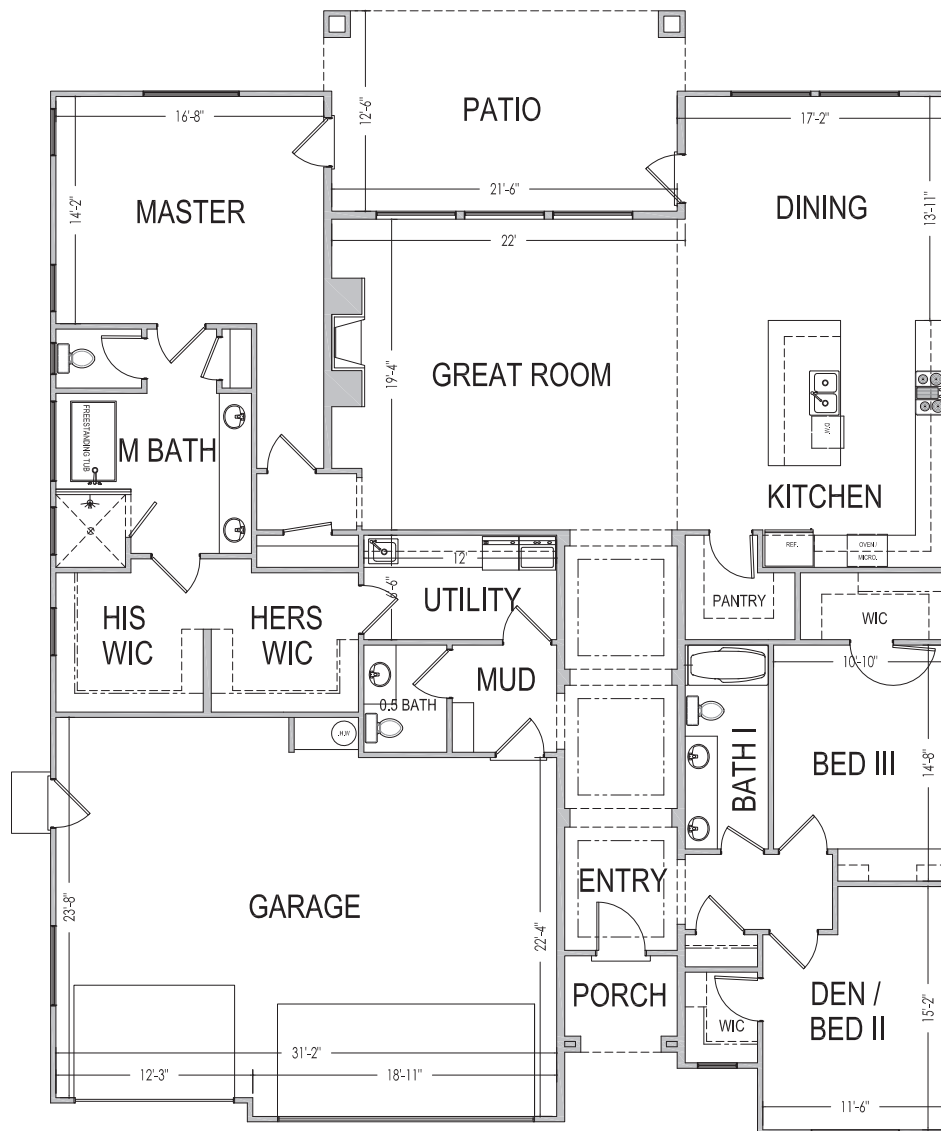 12'-6"
PATIO
16'-8"
17'-2"
21'-6"
14'-2"
MASTER
DINING
13'-11"
22'
19'-4"
GREAT ROOM
FREESTANDING TUB
M BATH
D/W
KITCHEN
REF.
OVEN/
MICRO.
12'
UTILITY
PANTRY
WIC
HIS
WIC
HERS
WIC
MUD
0.5 BATH
10'-10"
BATH I
BED III
14'-8"
ENTRY
GARAGE
23'-8"
22'-4"
PORCH
DEN /
BED II
WIC
15'-2"
31'-2"
12'-3"
18'-11"
11'-6"